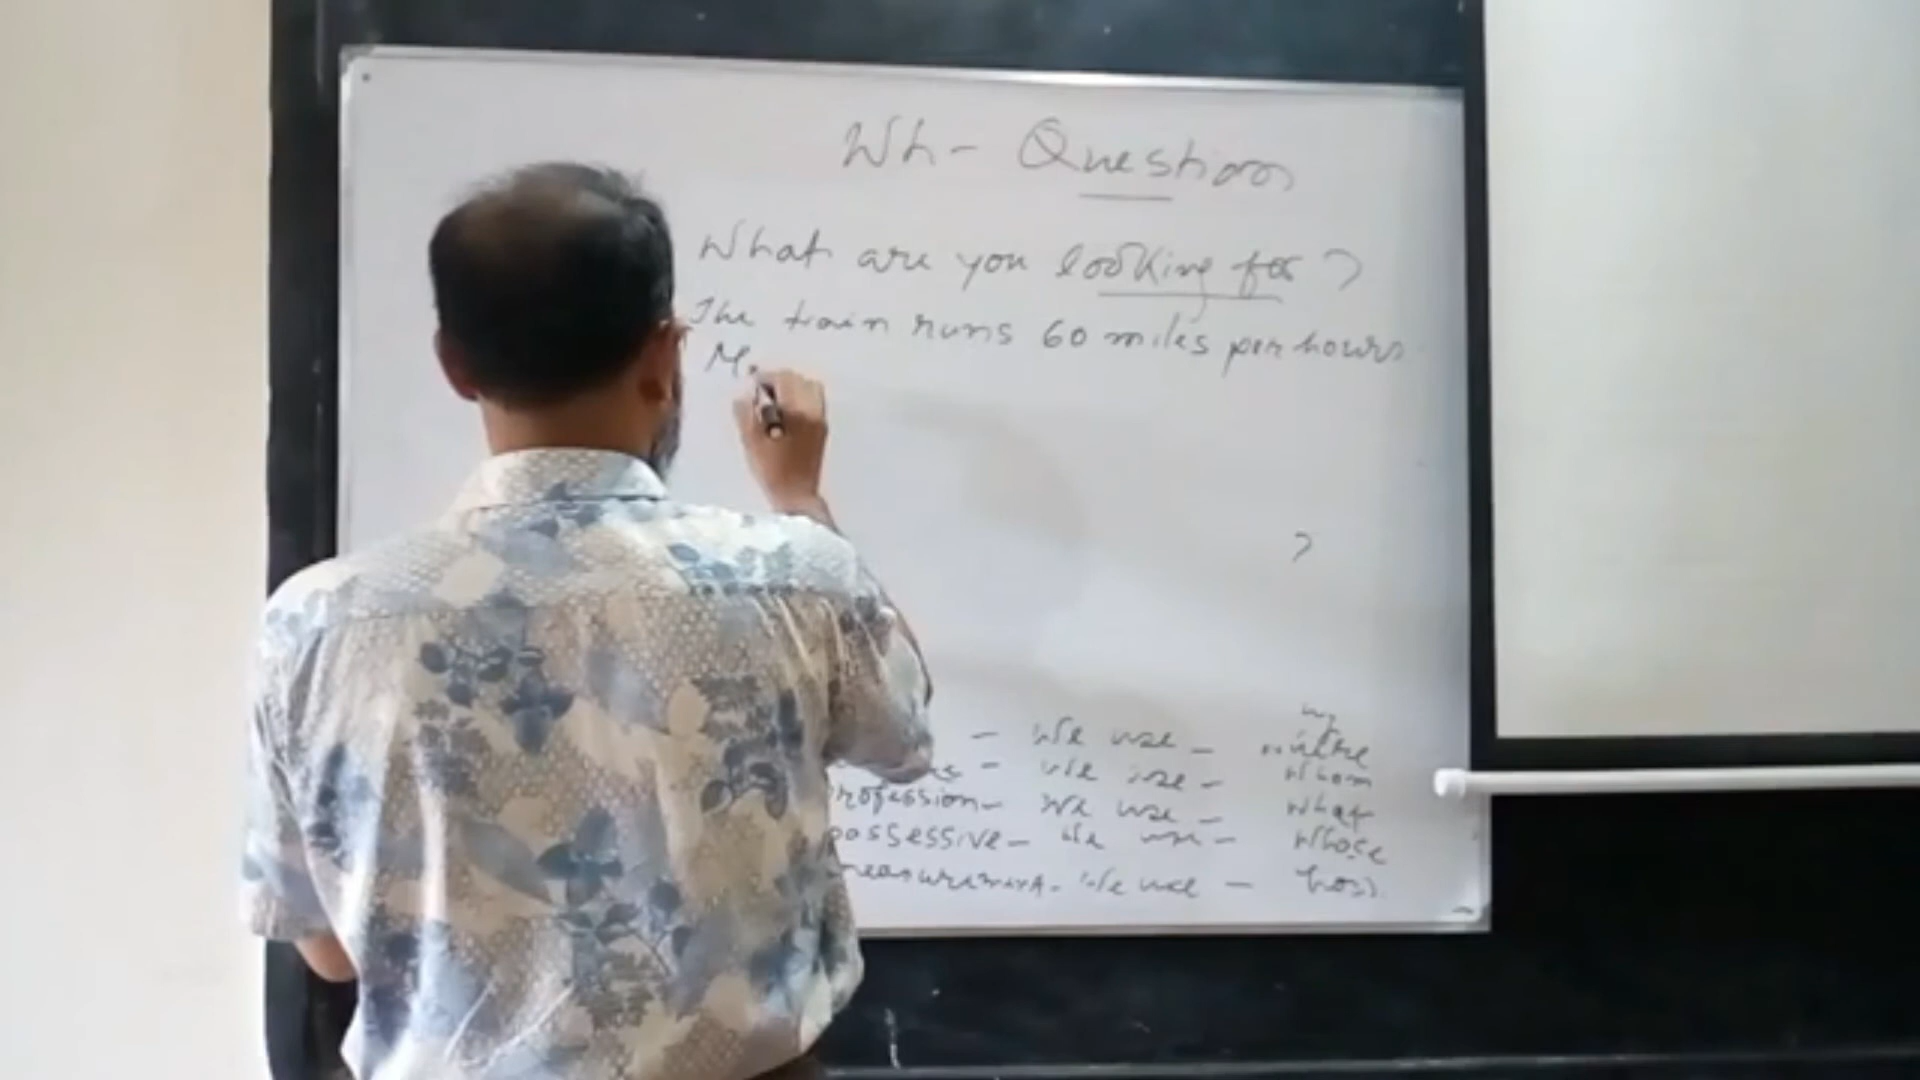 Wh- Question
What are you looking for?
The train runs 60 miles per hours
M
?
- We use -
- We use - whom
profession - We use - what
possessive - We use - whose
measurement - We use - how